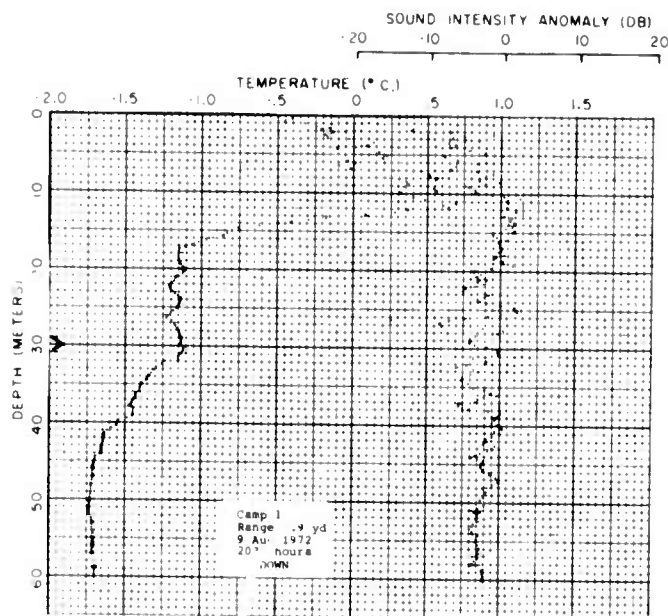 SOUND INTENSITY ANOMALY (DB)
-20 -10 0 10 20
TEMPERATURE (°C)
-2.0 -1.5 -1.0 .5 0 .5 1.0 1.5
0
10
20
30
40
50
60
DEPTH (METERS)
Camp 1
Range yd
9 1972
hours
DOWN